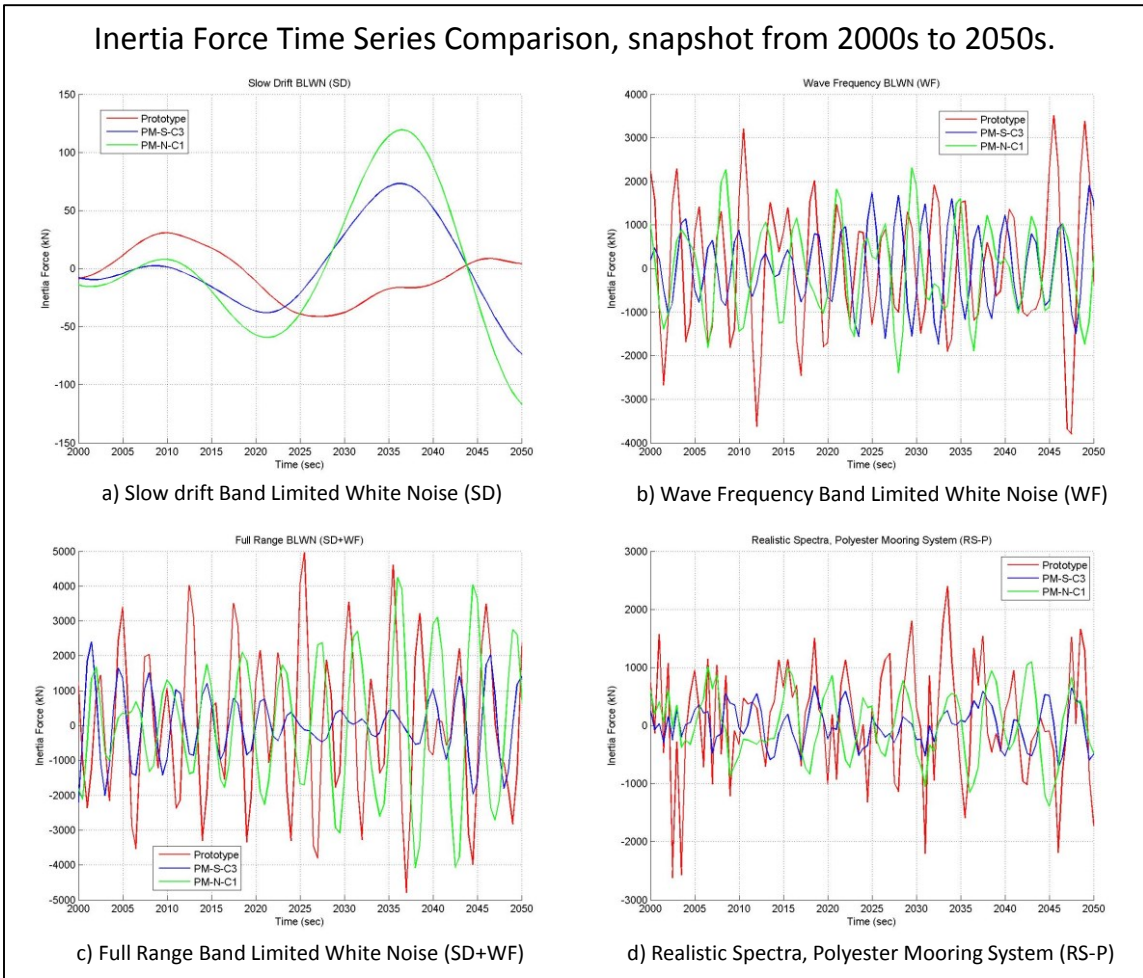 Inertia Force Time Series Comparison, snapshot from 2000s to 2050s.
Slow Drift BLWN (SD)
150
100
50
0
-50
-100
-150
Inertia Force (kN)
Prototype
PM-S-C3
PM-N-C1
2000 2005 2010 2015 2020 2025 2030 2035 2040 2045 2050
Time (sec)
a) Slow drift Band Limited White Noise (SD)
Wave Frequency BLWN (WF)
4000
3000
2000
1000
0
-1000
-2000
-3000
-4000
Inertia Force (kN)
Prototype
PM-S-C3
PM-N-C1
2000 2005 2010 2015 2020 2025 2030 2035 2040 2045 2050
Time (sec)
b) Wave Frequency Band Limited White Noise (WF)
Full Range BLWN (SD+WF)
5000
4000
3000
2000
1000
0
-1000
-2000
-3000
-4000
-5000
Inertia Force (kN)
Prototype
PM-S-C3
PM-N-C1
2000 2005 2010 2015 2020 2025 2030 2035 2040 2045 2050
Time (sec)
c) Full Range Band Limited White Noise (SD+WF)
Realistic Spectra, Polyester Mooring System (RS-P)
3000
2000
1000
0
-1000
-2000
-3000
Inertia Force (kN)
Prototype
PM-S-C3
PM-N-C1
2000 2005 2010 2015 2020 2025 2030 2035 2040 2045 2050
Time (sec)
d) Realistic Spectra, Polyester Mooring System (RS-P)